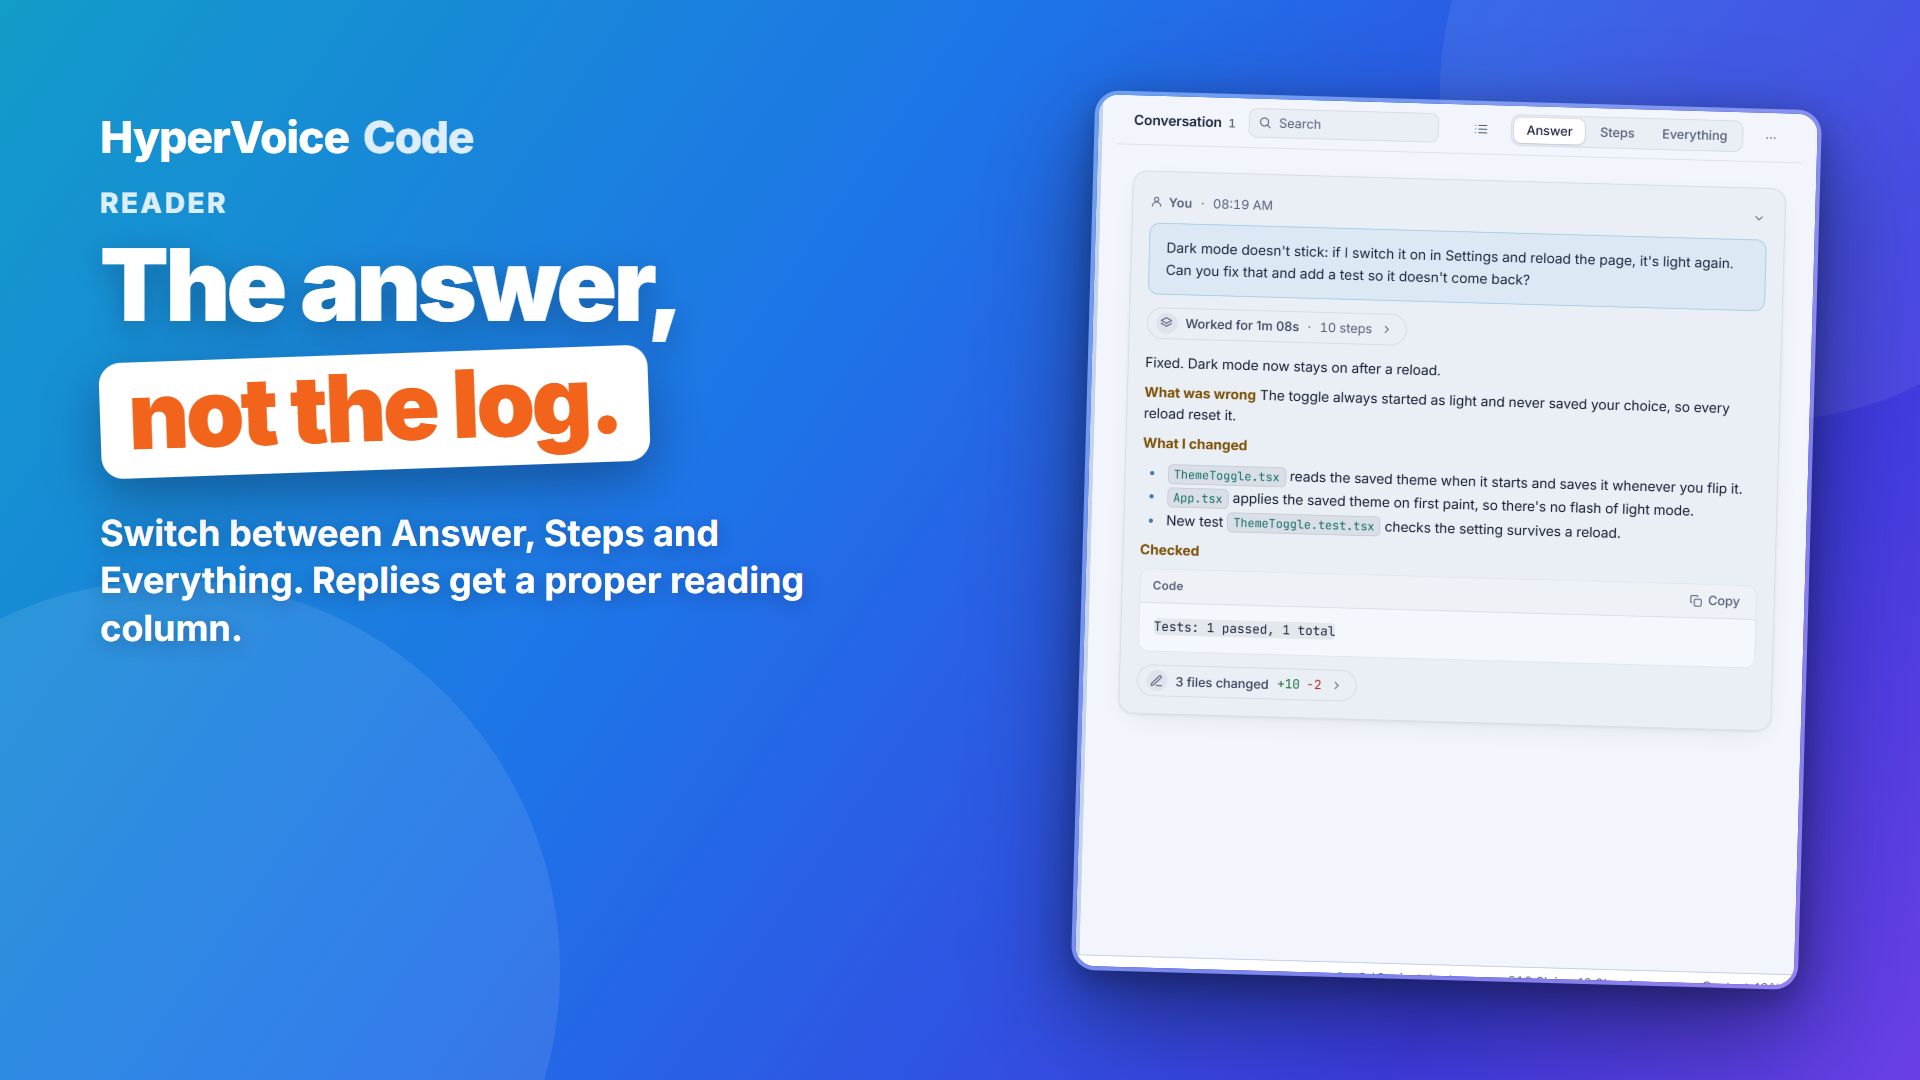 HyperVoice Code
READER
The answer,
not the log.
Switch between Answer, Steps and
Everything. Replies get a proper reading
column.
Conversation 1
Search
Answer
Steps
Everything
You · 08:19 AM
Dark mode doesn't stick: if I switch it on in Settings and reload the page, it's light again.
Can you fix that and add a test so it doesn't come back?
Worked for 1m 08s · 10 steps
Fixed. Dark mode now stays on after a reload.
What was wrong The toggle always started as light and never saved your choice, so every
reload reset it.
What I changed
• ThemeToggle.tsx reads the saved theme when it starts and saves it whenever you flip it.
• App.tsx applies the saved theme on first paint, so there's no flash of light mode.
• New test ThemeToggle.test.tsx checks the setting survives a reload.
Checked
Code
Copy
Tests: 1 passed, 1 total
3 files changed +10 -2